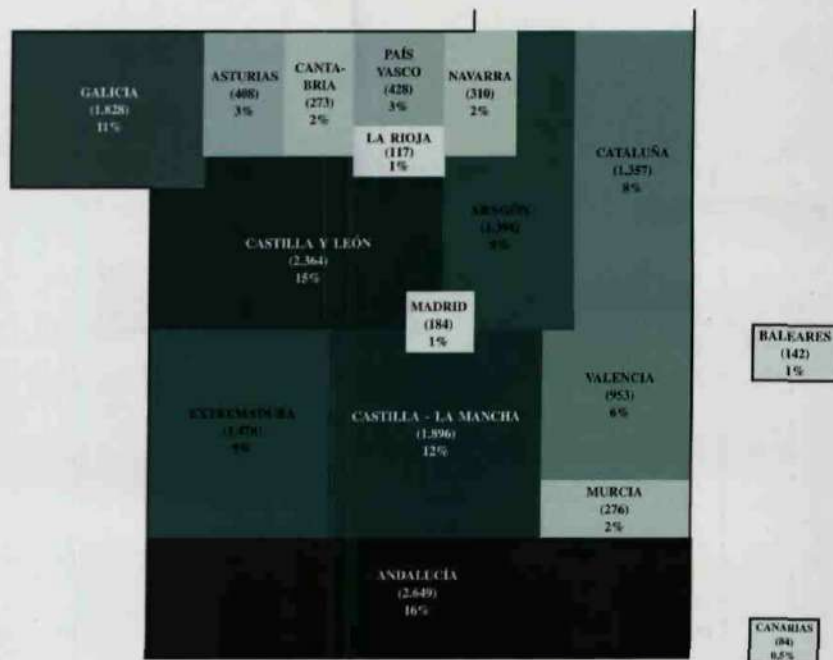 GALICIA
(1.828)
11%
ASTURIAS
(408)
3%
CANTA-
BRIA
(273)
2%
PAÍS
VASCO
(428)
3%
NAVARRA
(310)
2%
LA RIOJA
(117)
1%
CATALUÑA
(1.357)
8%
ARAGÓN
CASTILLA Y LEÓN
(2.364)
15%
MADRID
(184)
1%
BALEARES
(142)
1%
VALENCIA
(953)
6%
EXTREMADURA
CASTILLA - LA MANCHA
(1.896)
12%
MURCIA
(276)
2%
ANDALUCÍA
(2.649)
16%
CANARIAS
(84)
0,5%